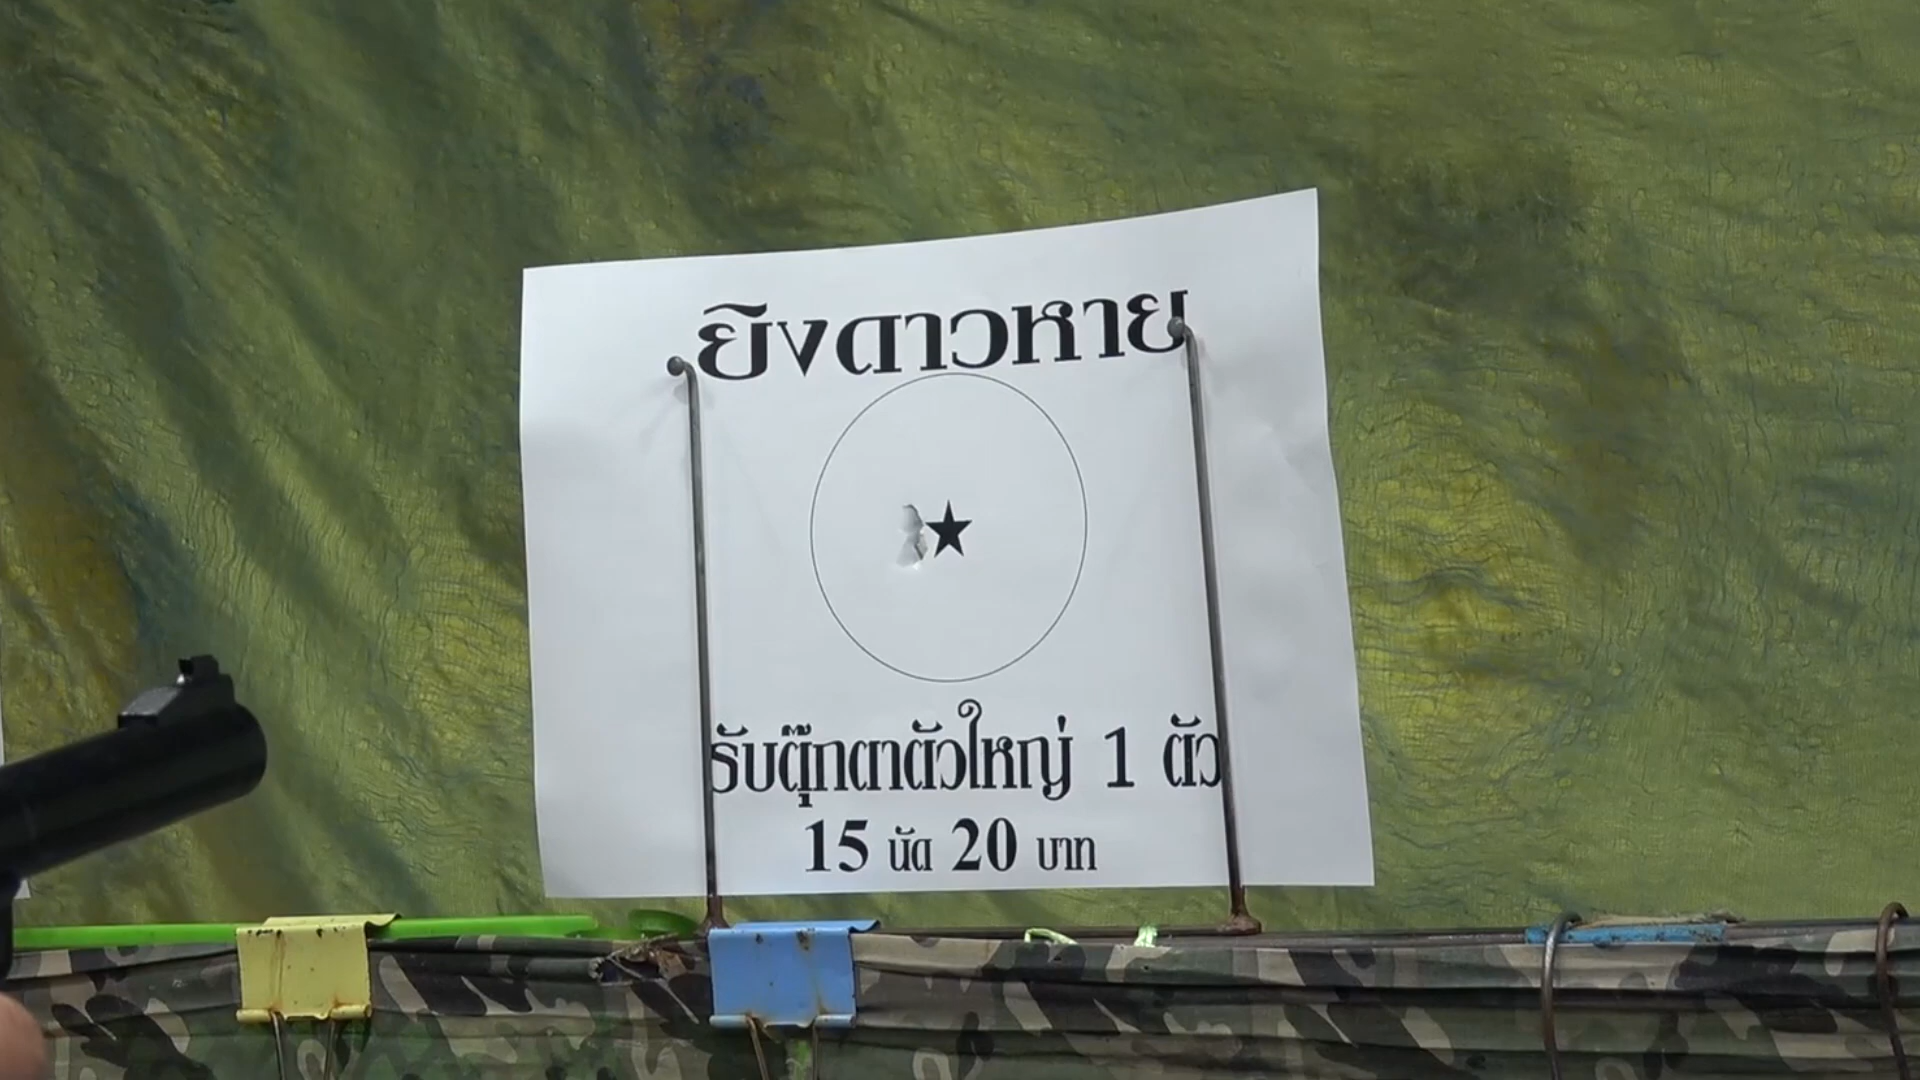 ยิงดาวหาย
รับตุ๊กตาตัวใหญ่ 1 ตัว
15 นัด 20 บาท